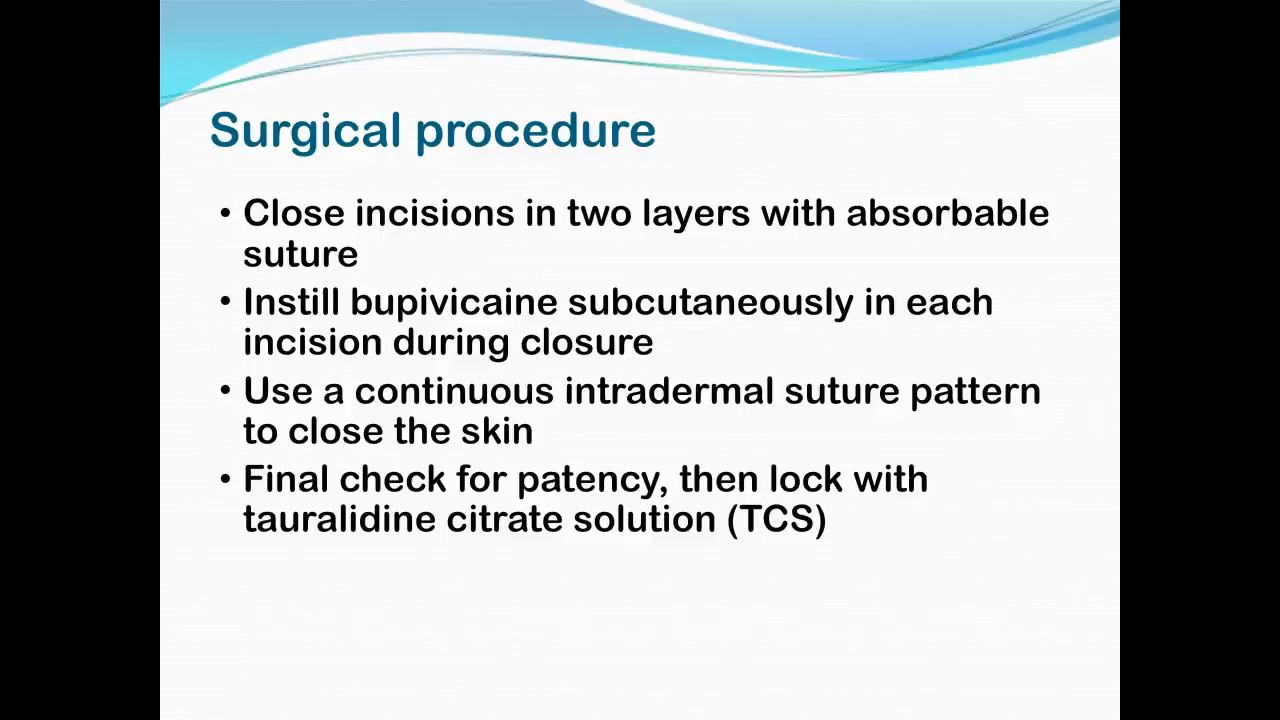 Surgical procedure
• Close incisions in two layers with absorbable
suture
• Instill bupivicaine subcutaneously in each
incision during closure
• Use a continuous intradermal suture pattern
to close the skin
• Final check for patency, then lock with
tauralidine citrate solution (TCS)